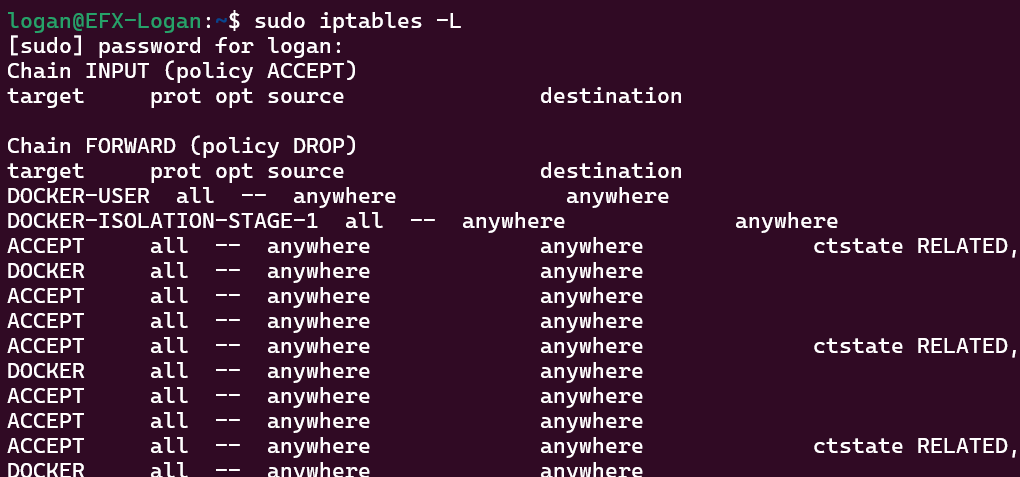 logan@EFX-Logan:~$ sudo iptables -L
[sudo] password for logan:
Chain INPUT (policy ACCEPT)
target     prot opt source               destination

Chain FORWARD (policy DROP)
target     prot opt source               destination
DOCKER-USER  all  --  anywhere             anywhere
DOCKER-ISOLATION-STAGE-1  all  --  anywhere             anywhere
ACCEPT     all  --  anywhere             anywhere             ctstate RELATED,
DOCKER     all  --  anywhere             anywhere
ACCEPT     all  --  anywhere             anywhere
ACCEPT     all  --  anywhere             anywhere
ACCEPT     all  --  anywhere             anywhere             ctstate RELATED,
DOCKER     all  --  anywhere             anywhere
ACCEPT     all  --  anywhere             anywhere
ACCEPT     all  --  anywhere             anywhere
ACCEPT     all  --  anywhere             anywhere             ctstate RELATED,
DOCKER     all  --  anywhere             anywhere